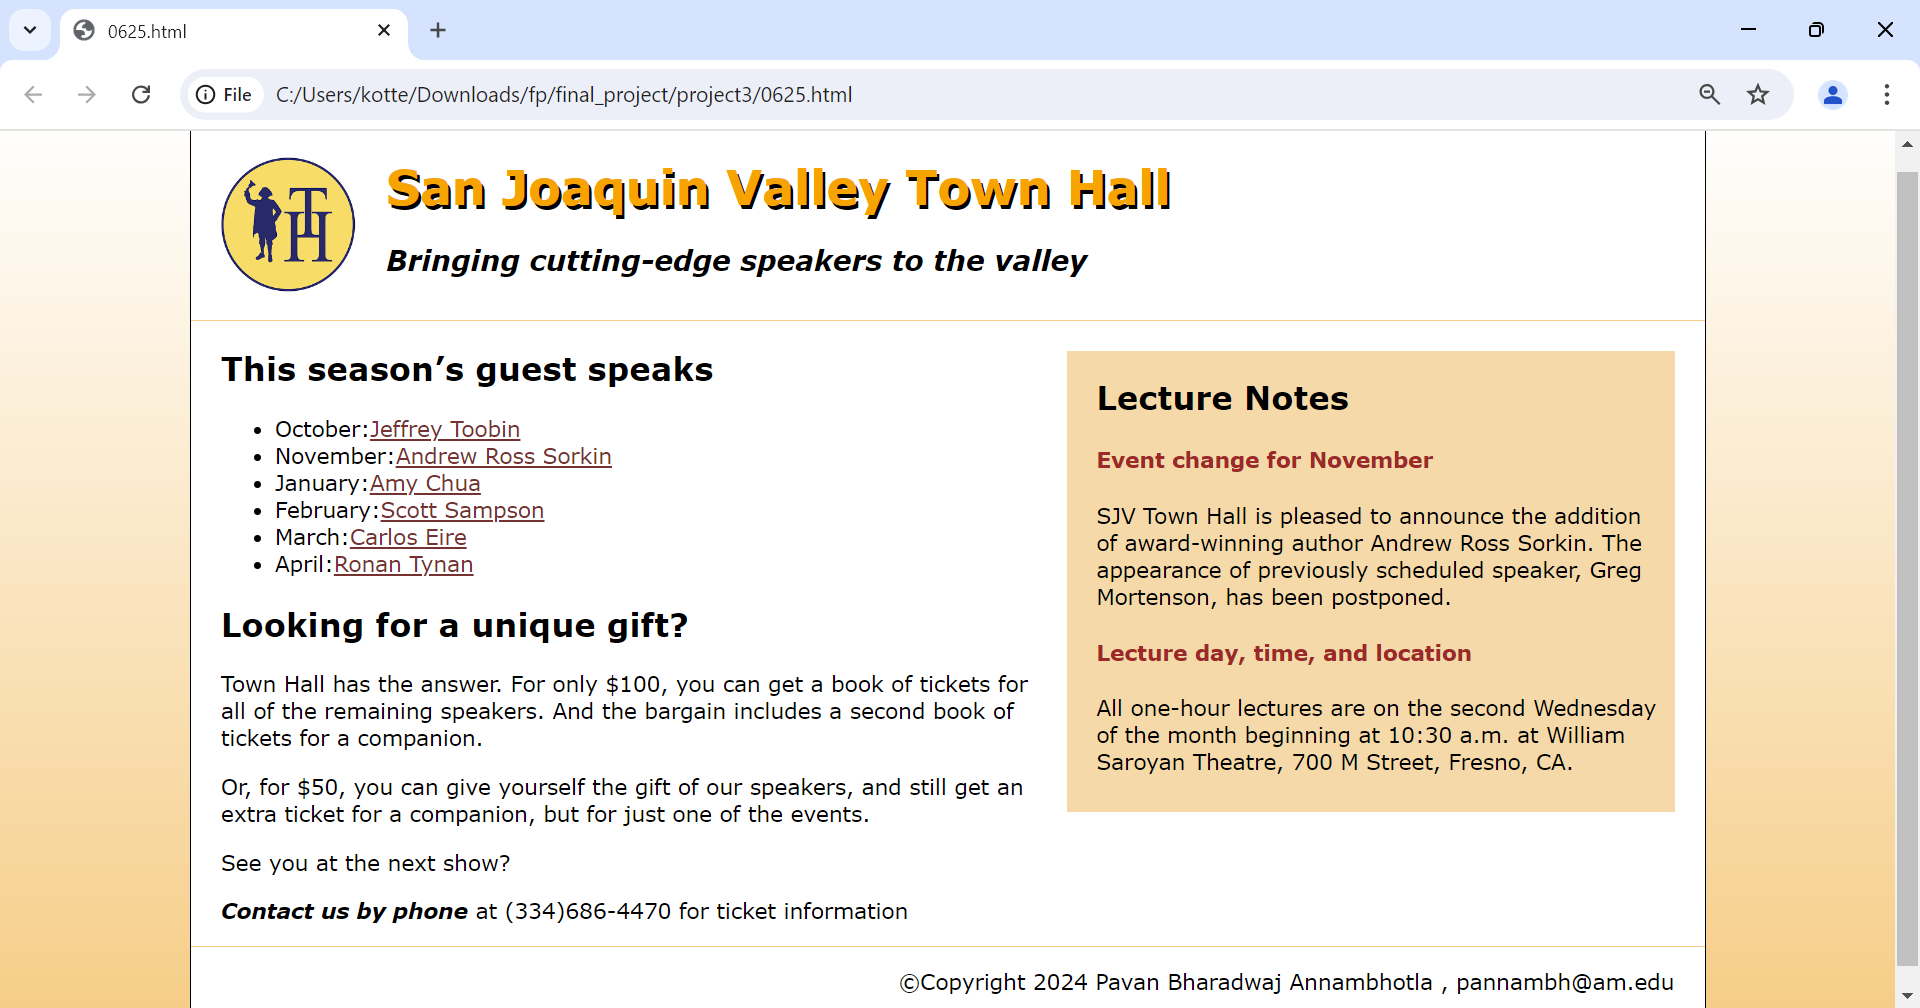 0625.html
File
C:/Users/kotte/Downloads/fp/final_project/project3/0625.html
TH
San Joaquin Valley Town Hall
Bringing cutting-edge speakers to the valley
This season’s guest speaks
• October:Jeffrey Toobin
• November:Andrew Ross Sorkin
• January:Amy Chua
• February:Scott Sampson
• March:Carlos Eire
• April:Ronan Tynan
Looking for a unique gift?
Town Hall has the answer. For only $100, you can get a book of tickets for
all of the remaining speakers. And the bargain includes a second book of
tickets for a companion.
Or, for $50, you can give yourself the gift of our speakers, and still get an
extra ticket for a companion, but for just one of the events.
See you at the next show?
Contact us by phone at (334)686-4470 for ticket information
Lecture Notes
Event change for November
SJV Town Hall is pleased to announce the addition
of award-winning author Andrew Ross Sorkin. The
appearance of previously scheduled speaker, Greg
Mortenson, has been postponed.
Lecture day, time, and location
All one-hour lectures are on the second Wednesday
of the month beginning at 10:30 a.m. at William
Saroyan Theatre, 700 M Street, Fresno, CA.
©Copyright 2024 Pavan Bharadwaj Annambhotla , pannambh@am.edu